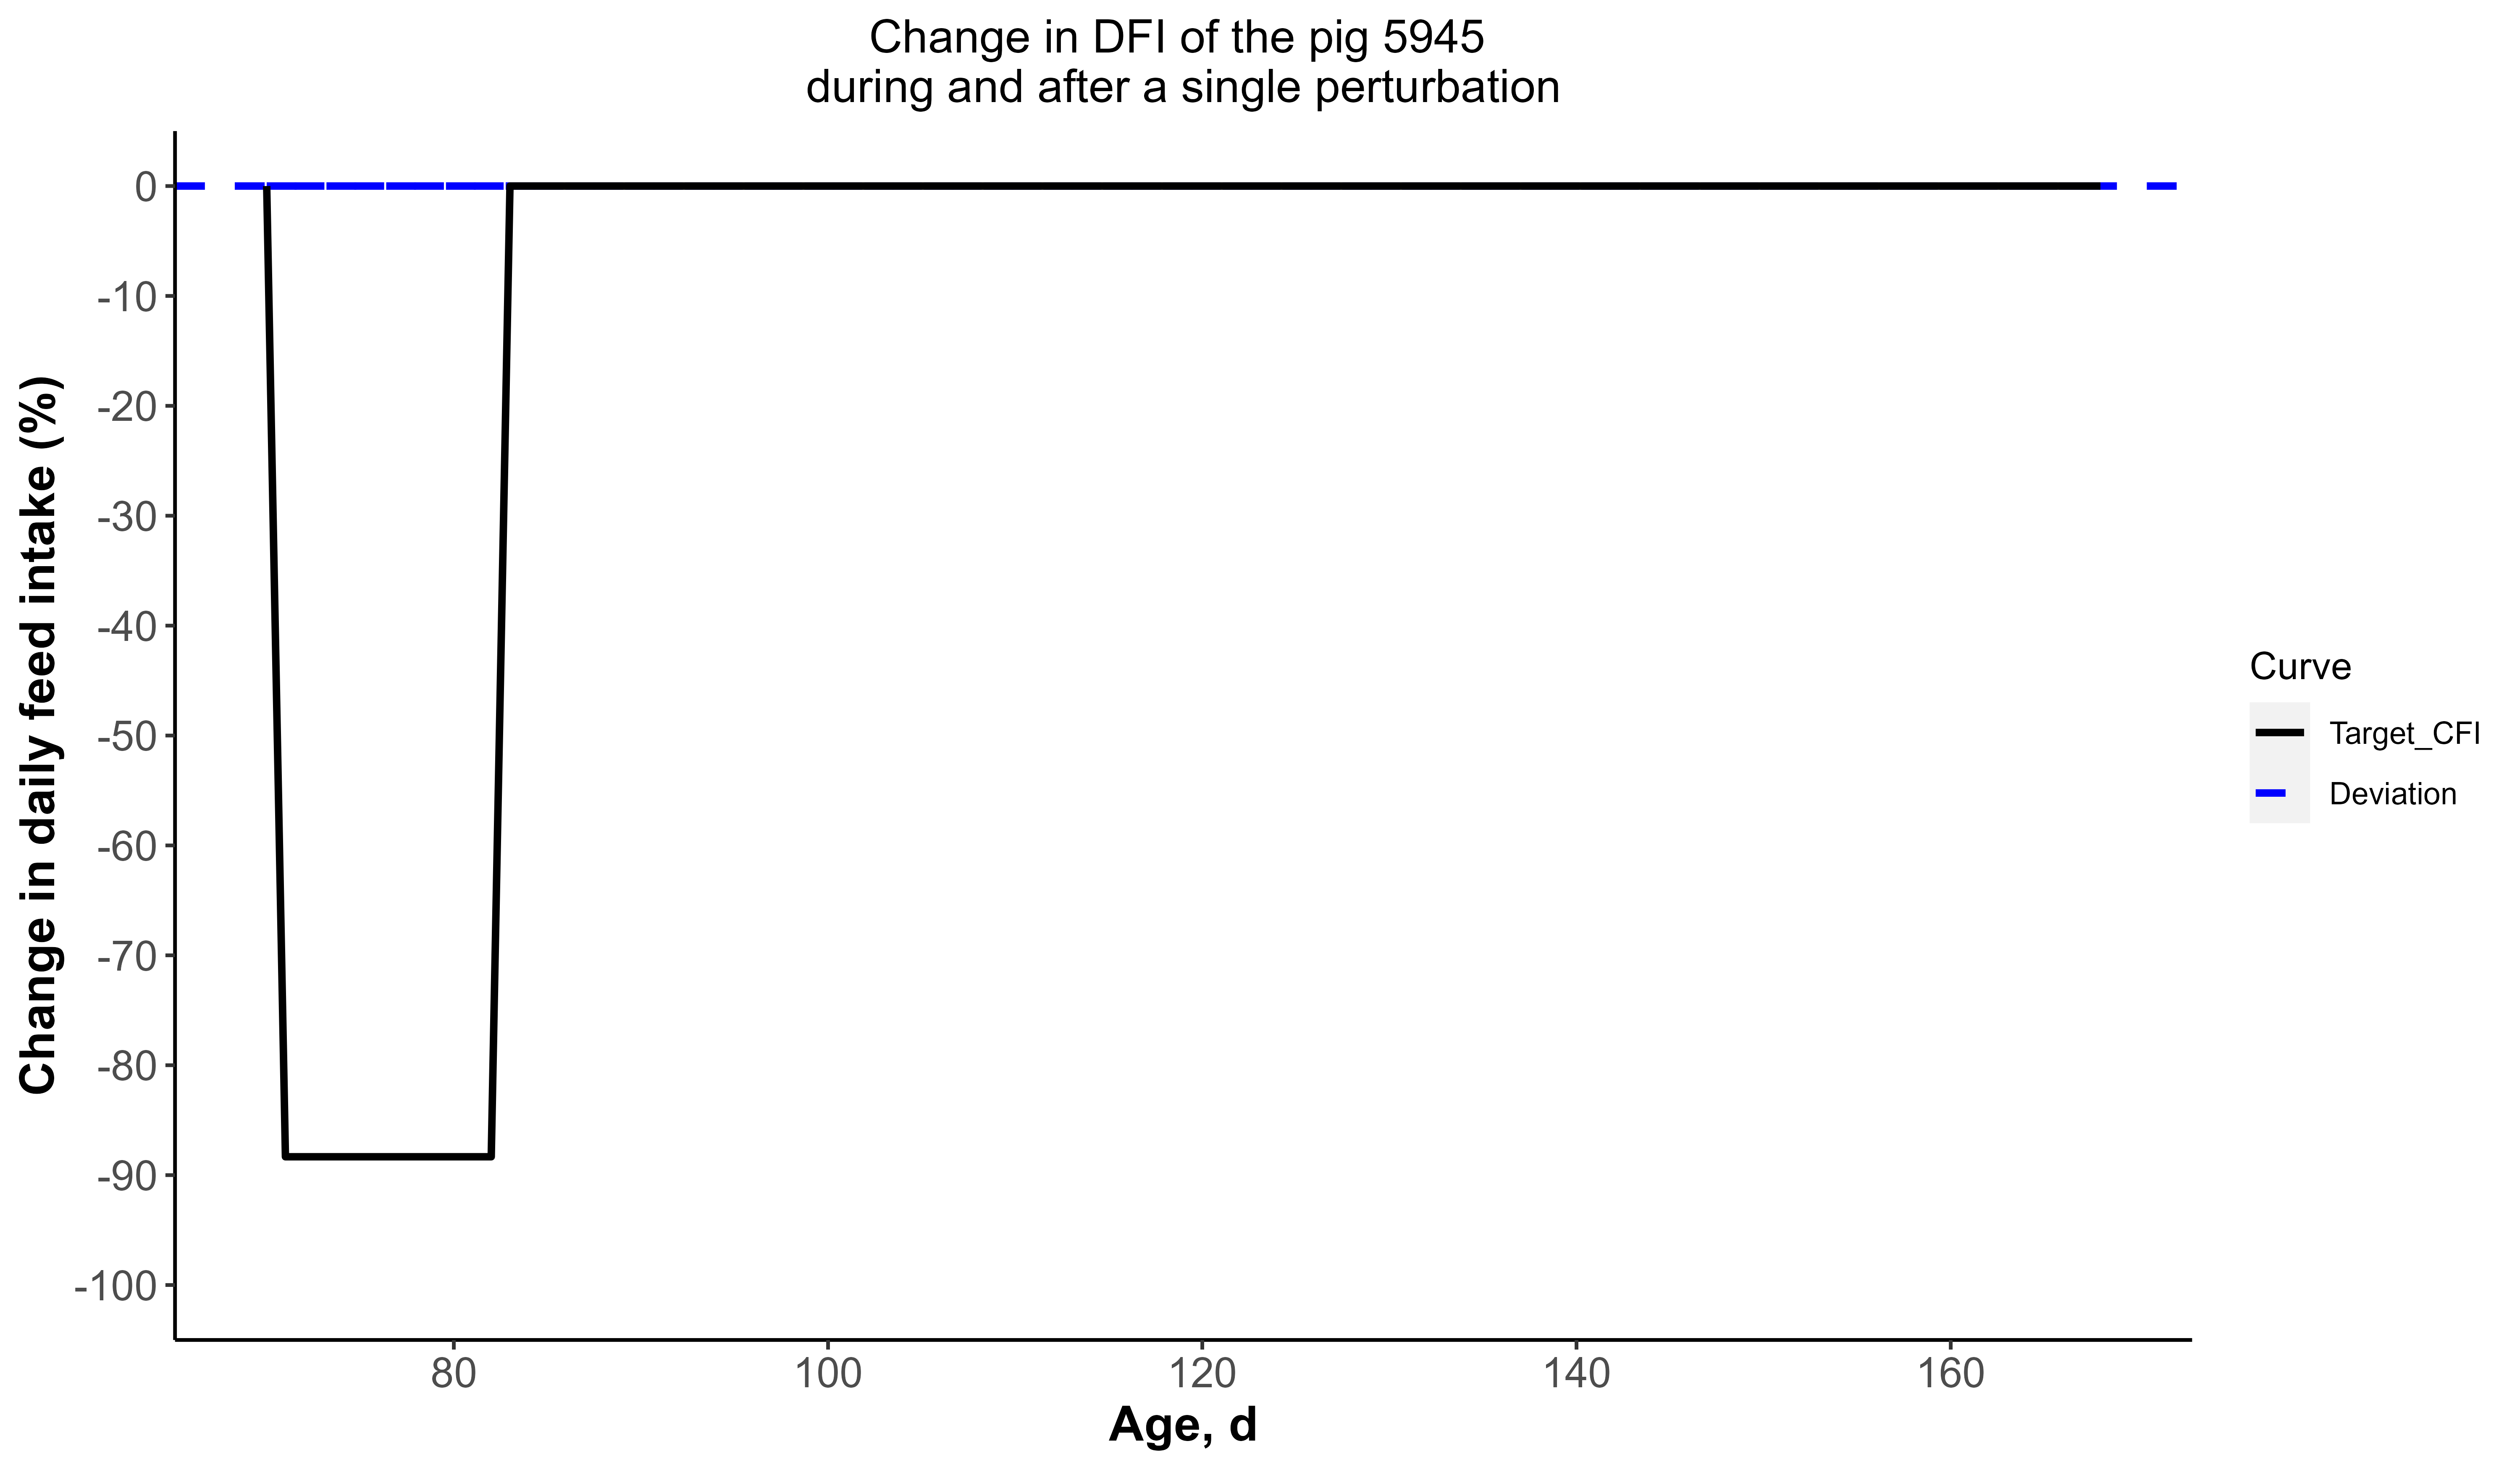 Change in DFI of the pig 5945
during and after a single perturbation
Change in daily feed intake (%)
0
-10
-20
-30
-40
-50
-60
-70
-80
-90
-100
80
100
120
140
160
Age, d
Curve
Target_CFI
Deviation